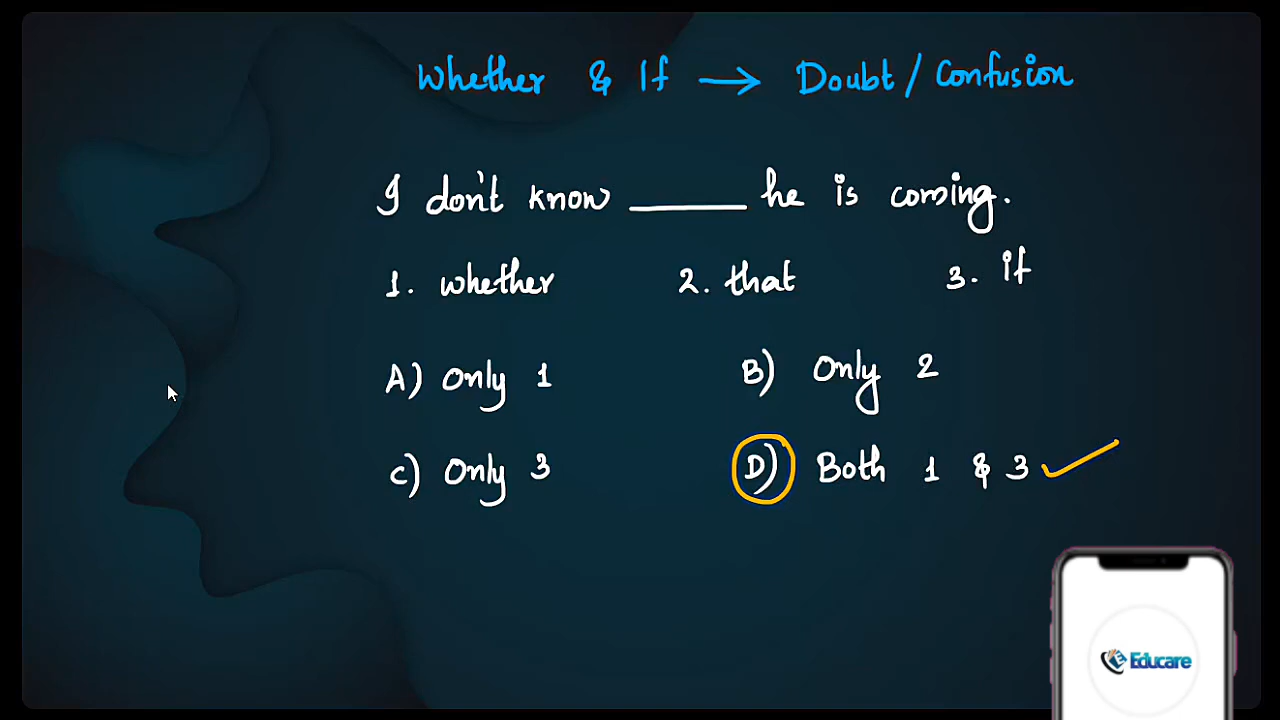 Whether & If → Doubt / Confusion
I don't know ______ he is coming.
1. whether 2. that 3. if
A) Only 1 B) Only 2
C) Only 3 D) Both 1 & 3 ✓
Educare